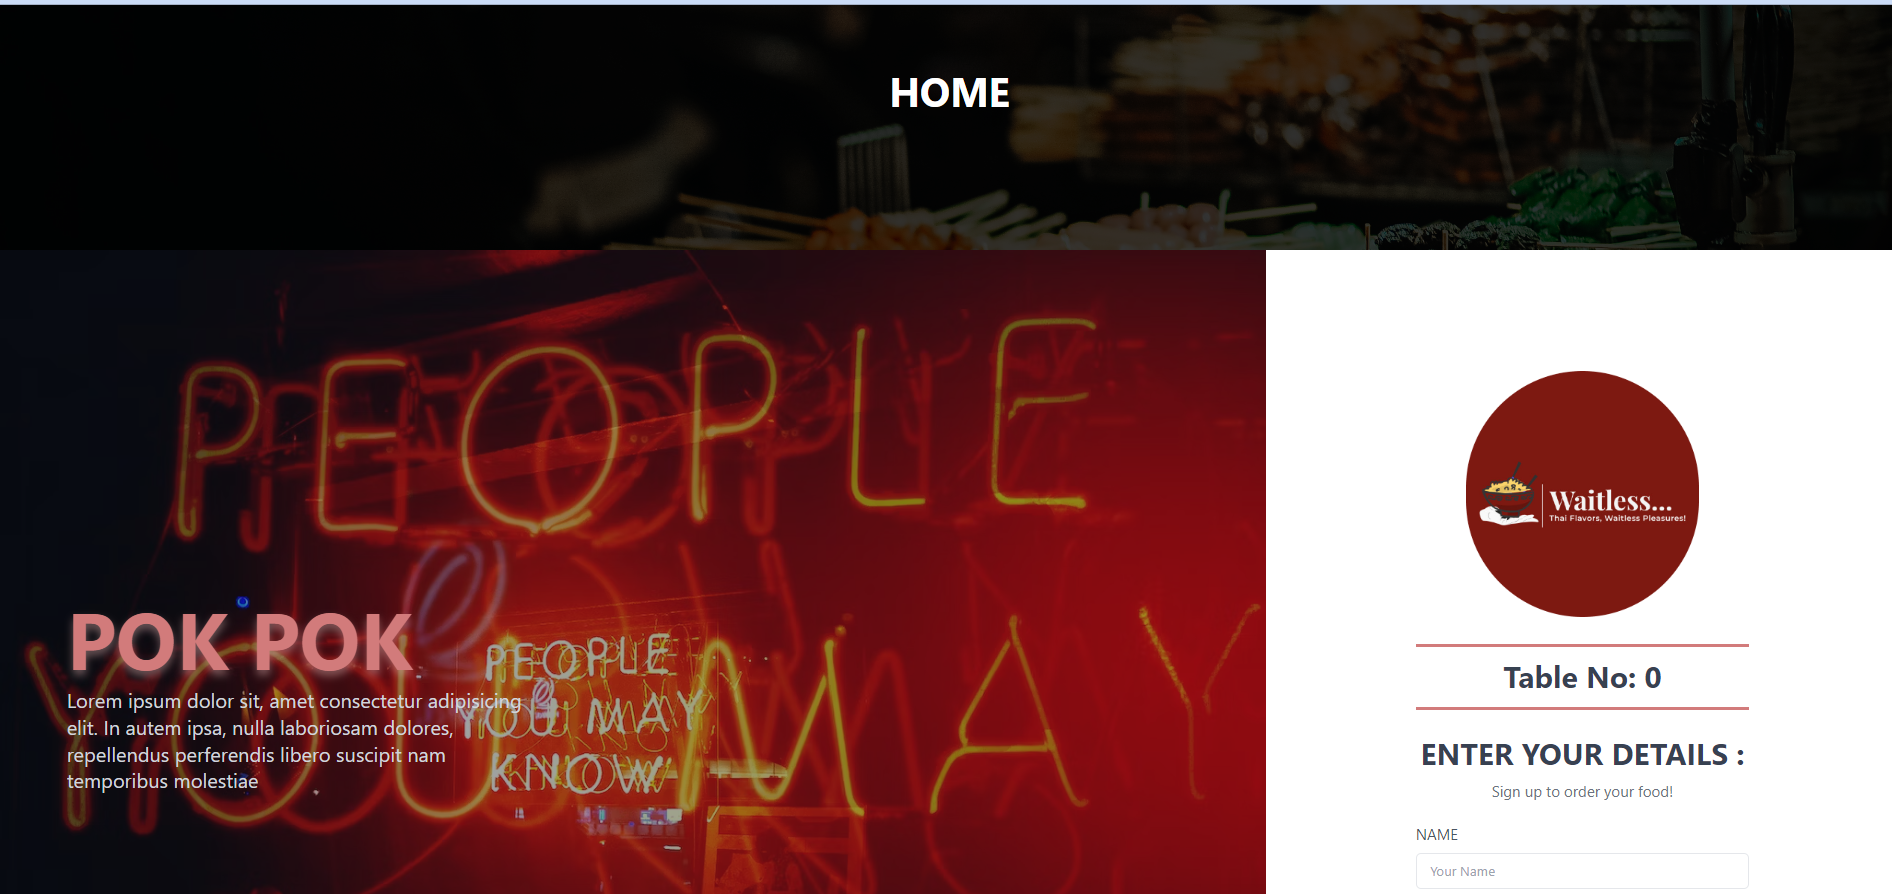 HOME
PEOPLE
YOU MAY
PEOPLE
YOU MAY
KNOW
POK POK
Lorem ipsum dolor sit, amet consectetur adipisicing
elit. In autem ipsa, nulla laboriosam dolores,
repellendus perferendis libero suscipit nam
temporibus molestiae
Waitless...
Thai Flavors, Waitless Pleasures!
Table No: 0
ENTER YOUR DETAILS :
Sign up to order your food!
NAME
Your Name